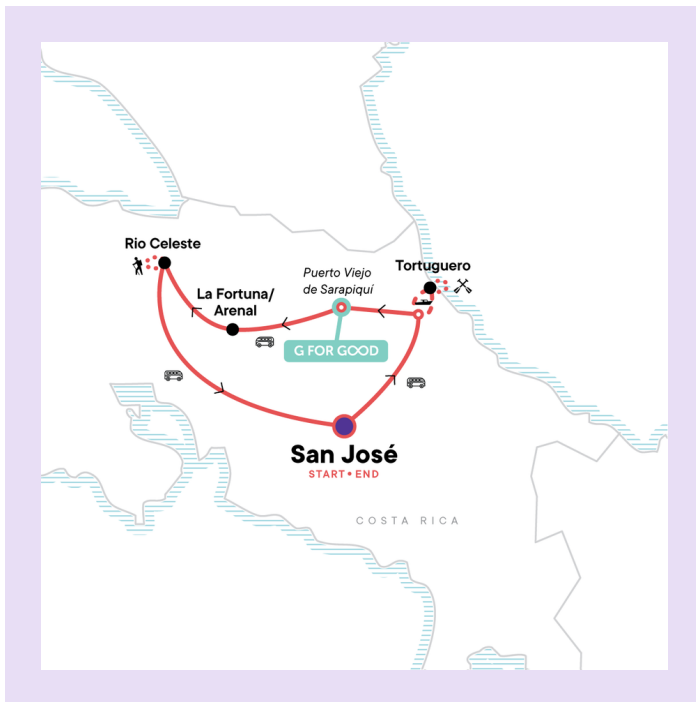 Rio Celeste
La Fortuna/
Arenal
Puerto Viejo
de Sarapiquí
Tortuguero
G FOR GOOD
San José
START • END
COSTA RICA